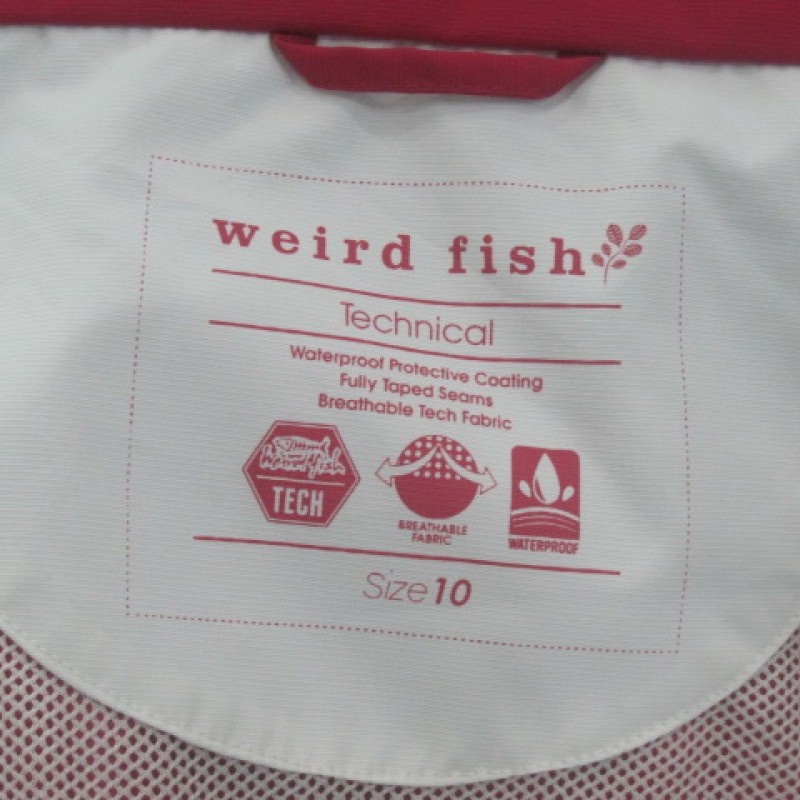 weird fish
Technical
Waterproof Protective Coating
Fully Taped Seams
Breathable Tech Fabric
weird fish
TECH
BREATHABLE
FABRIC
WATERPROOF
Size 10